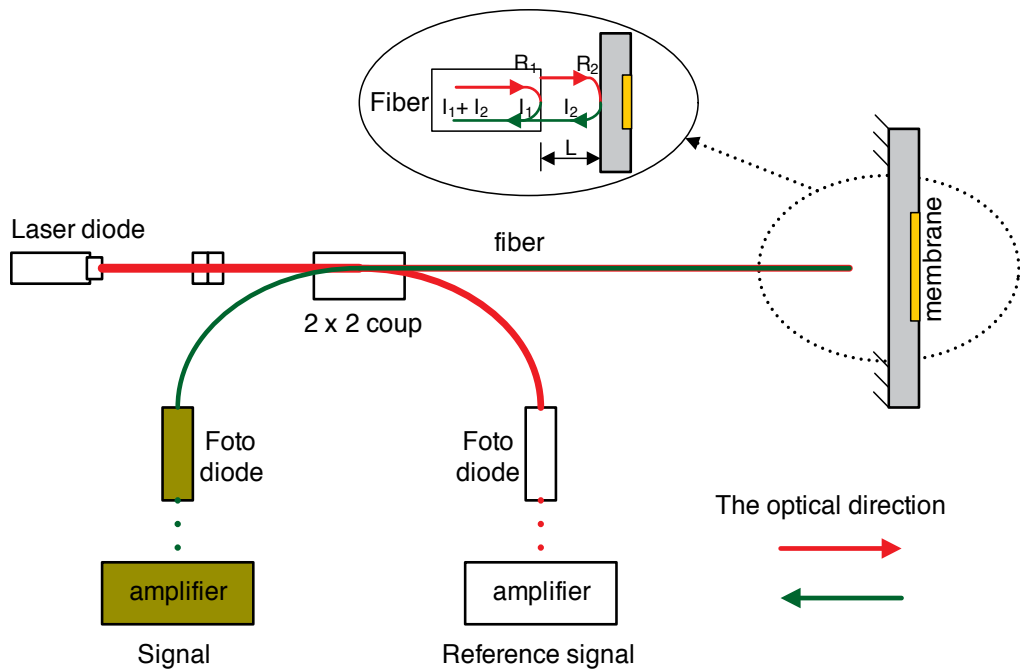 R₁
R₂
Fiber
I₁+ I₂
I₁
I₂
L
Laser diode
fiber
membrane
2 x 2 coup
Foto
diode
Foto
diode
The optical direction
amplifier
amplifier
Signal
Reference signal